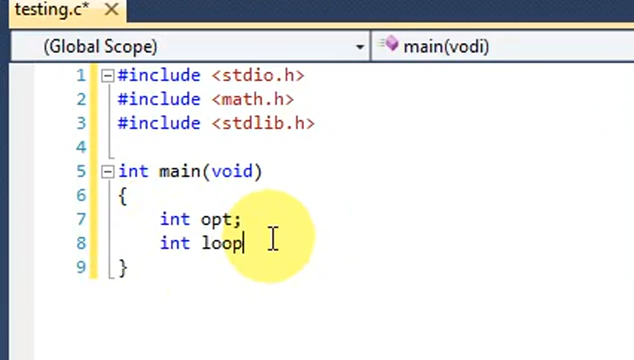 testing.c*
(Global Scope) main(vodi)
1 #include <stdio.h>
2 #include <math.h>
3 #include <stdlib.h>
4
5 int main(void)
6 {
7 int opt;
8 int loop
9 }